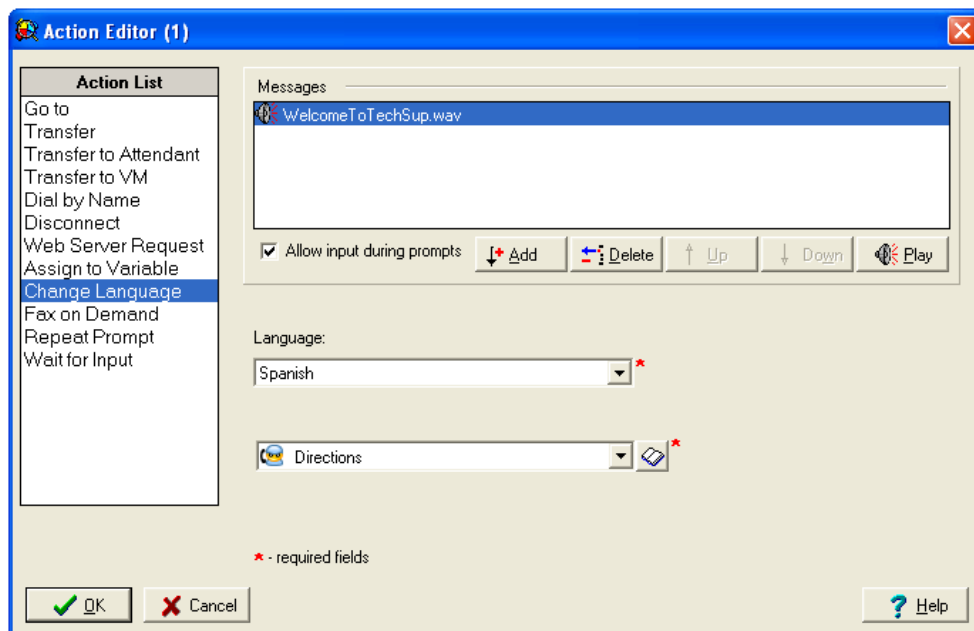 Action Editor (1)
Action List
Go to
Transfer
Transfer to Attendant
Transfer to VM
Dial by Name
Disconnect
Web Server Request
Assign to Variable
Change Language
Fax on Demand
Repeat Prompt
Wait for Input
Messages
WelcomeToTechSup.wav
Allow input during prompts
Add
Delete
Up
Down
Play
Language:
Spanish
*
Directions
*
* - required fields
OK
Cancel
Help